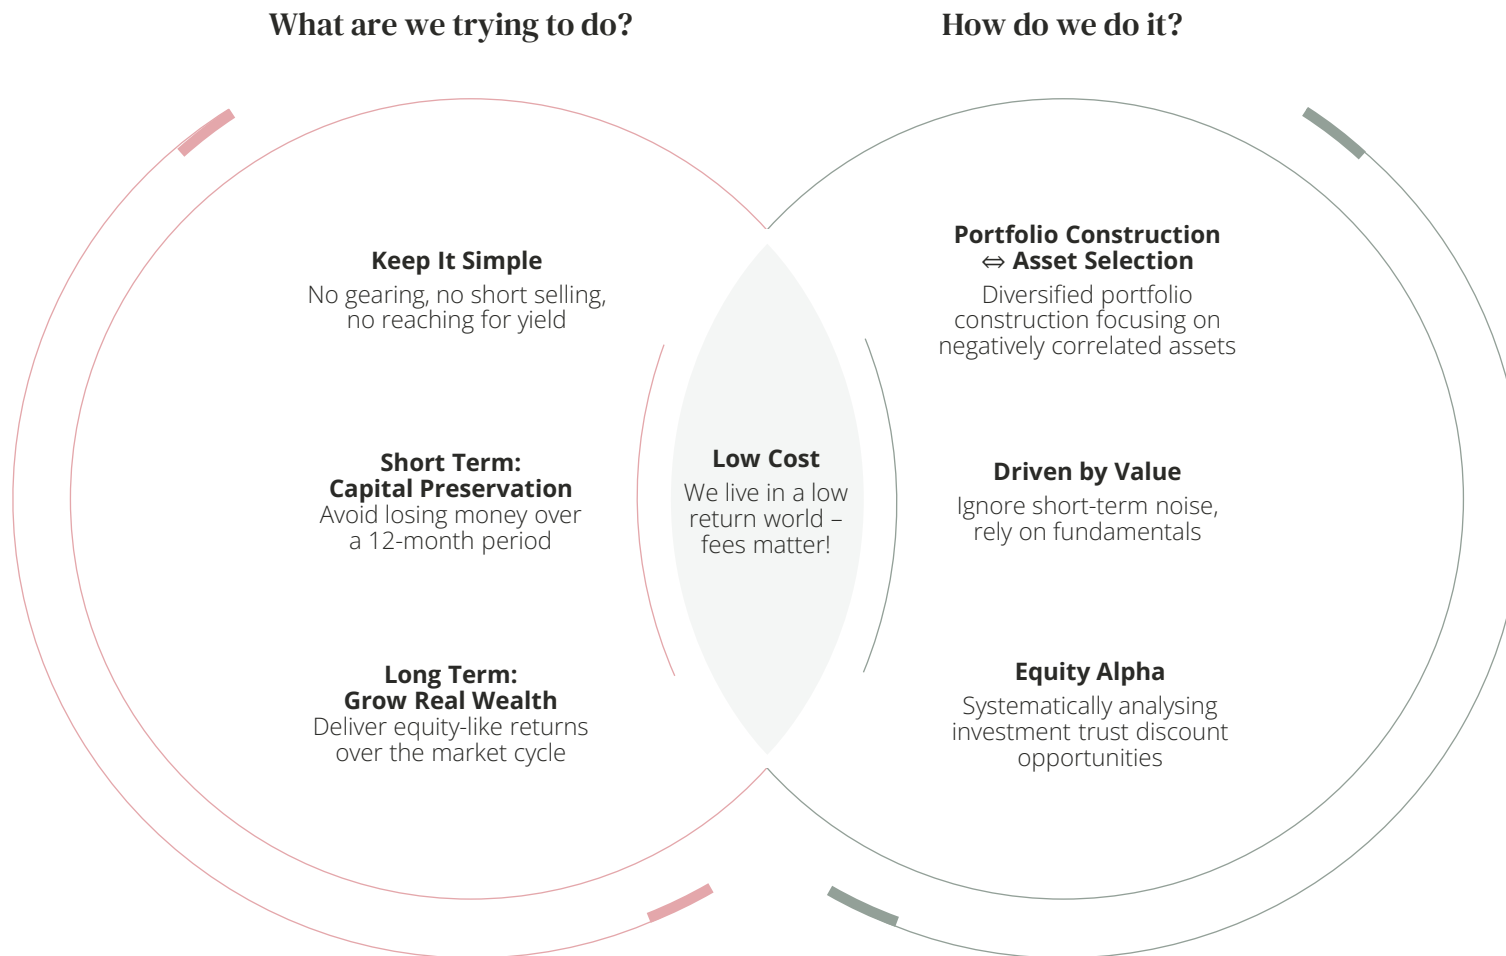 What are we trying to do?
How do we do it?
Keep It Simple
No gearing, no short selling,
no reaching for yield
Short Term:
Capital Preservation
Avoid losing money over
a 12-month period
Long Term:
Grow Real Wealth
Deliver equity-like returns
over the market cycle
Low Cost
We live in a low
return world –
fees matter!
Portfolio Construction
⇔ Asset Selection
Diversified portfolio
construction focusing on
negatively correlated assets
Driven by Value
Ignore short-term noise,
rely on fundamentals
Equity Alpha
Systematically analysing
investment trust discount
opportunities